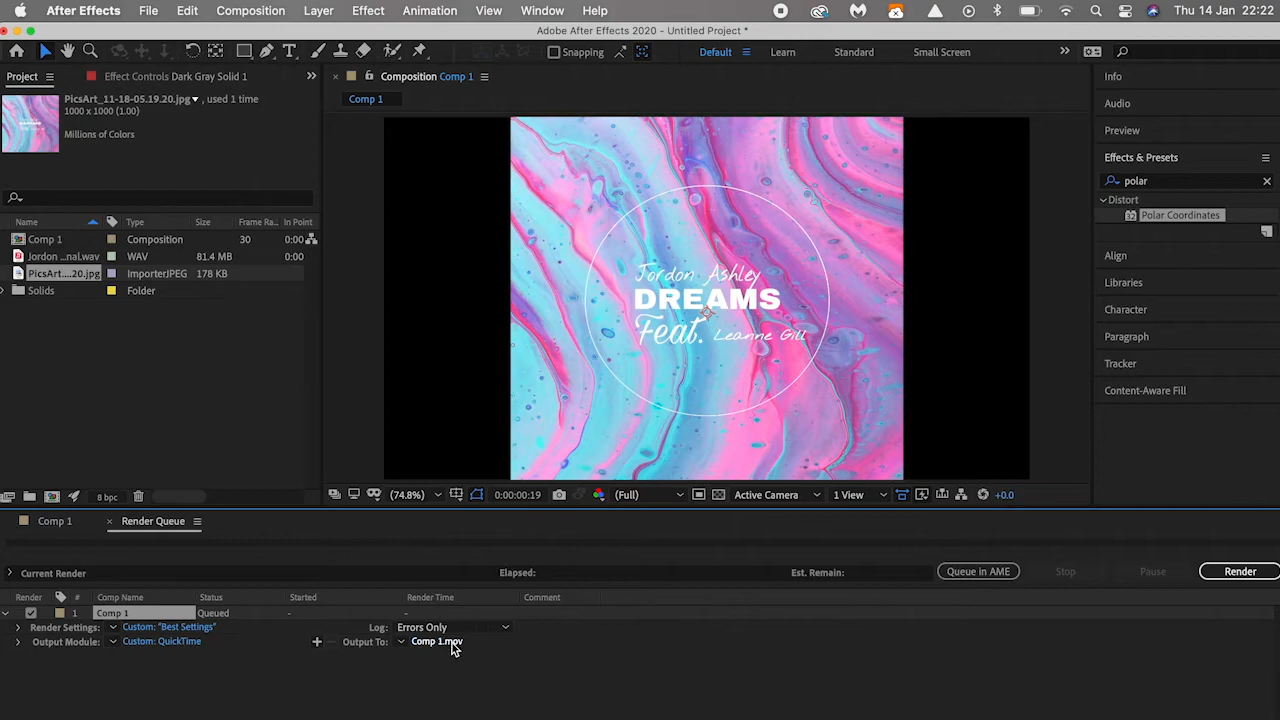 After Effects File Edit Composition Layer Effect Animation View Window Help Thu 14 Jan 22:22
Adobe After Effects 2020 - Untitled Project *
Snapping Default Learn Standard Small Screen
Project Effect Controls Dark Gray Solid 1
PicsArt_11-18-05.19.20.jpg , used 1 time
1000 x 1000 (1.00)
Millions of Colors
Name Type Size Frame Ra... In Point
Comp 1 Composition 30 0:00
Jordon ...nal.wav WAV 81.4 MB 0:00
PicsArt....20.jpg ImporterJPEG 178 KB
Solids Folder
8 bpc
Composition Comp 1
Comp 1
Jordon Ashley
DREAMS
Feat. Leanne Gill
(74.8%) 0:00:00:19 (Full) Active Camera 1 View +0.0
Info
Audio
Preview
Effects & Presets
polar
Distort
32 Polar Coordinates
Align
Libraries
Character
Paragraph
Tracker
Content-Aware Fill
Comp 1 Render Queue
Current Render Elapsed: Est. Remain: Queue in AME Stop Pause Render
Render # Comp Name Status Started Render Time Comment
1 Comp 1 Queued - -
Render Settings: Custom: "Best Settings" Log: Errors Only
Output Module: Custom: QuickTime Output To: Comp 1.mov